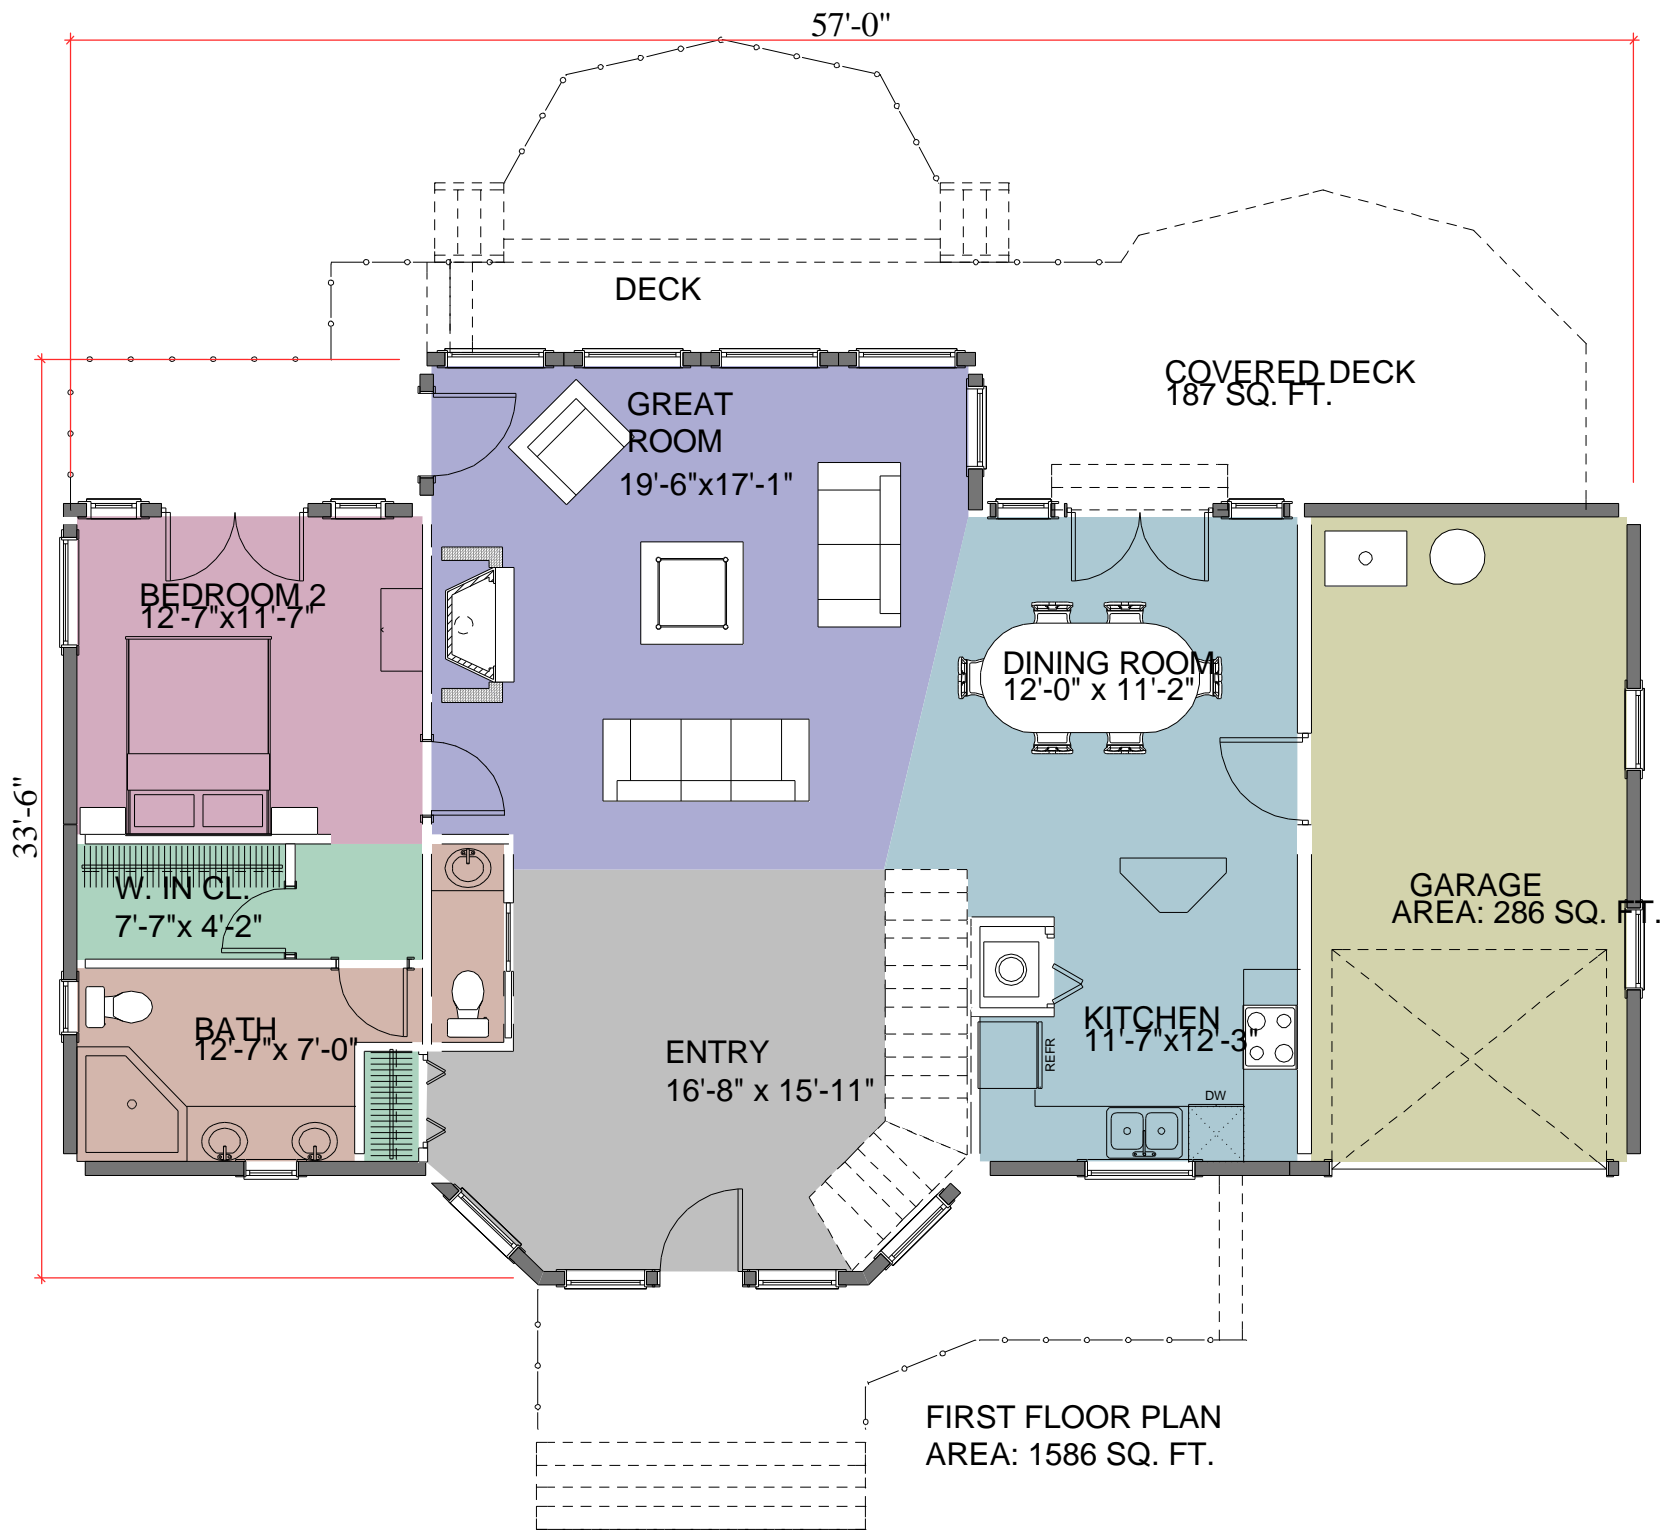 57'-0"
DECK
COVERED DECK
187 SQ. FT.
GREAT
ROOM
19'-6"x17'-1"
BEDROOM 2
12'-7"x11'-7"
DINING ROOM
12'-0" x 11'-2"
33'-6"
W. IN CL.
7'-7"x 4'-2"
GARAGE
AREA: 286 SQ. FT.
BATH
12'-7"x 7'-0"
KITCHEN
11'-7"x12'-3"
REFR
ENTRY
16'-8" x 15'-11"
DW
FIRST FLOOR PLAN
AREA: 1586 SQ. FT.